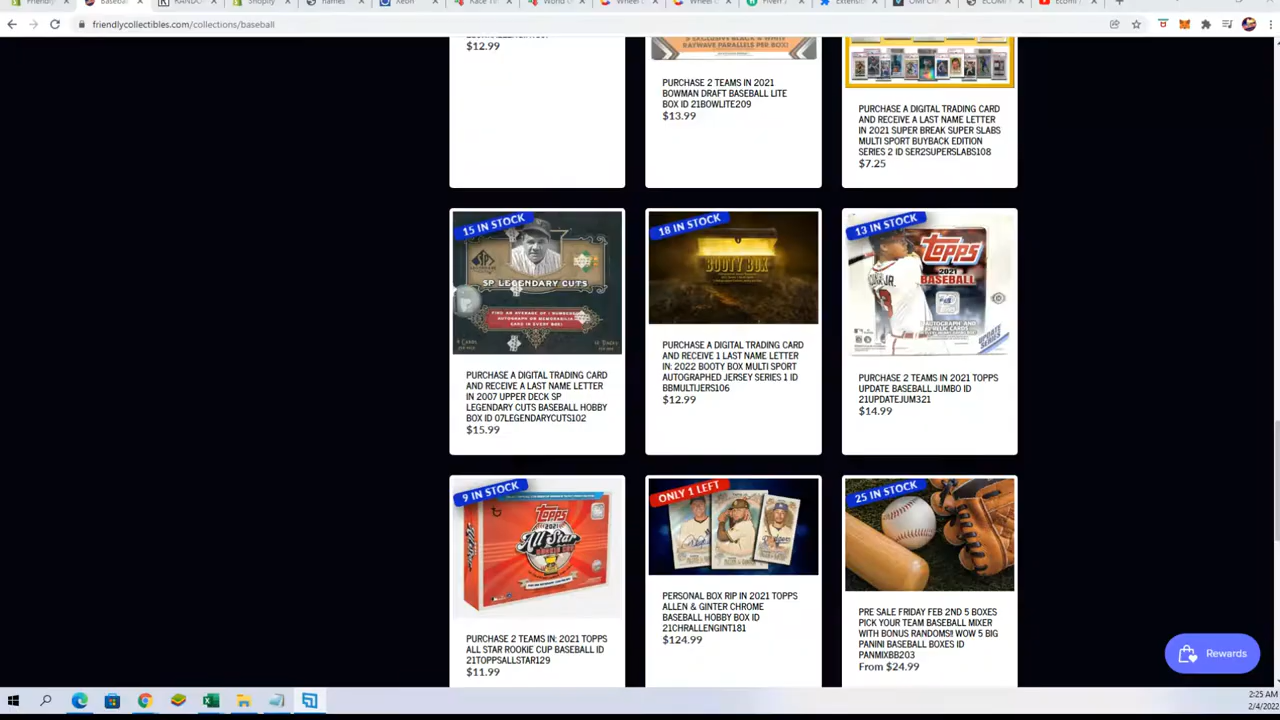 Baseball
Shopify
names
Xeon
friendlycollectibles.com/collections/baseball
$12.99
PURCHASE 2 TEAMS IN 2021
BOWMAN DRAFT BASEBALL LITE
BOX ID 21BOWLITE209
$13.99
PURCHASE A DIGITAL TRADING CARD
AND RECEIVE A LAST NAME LETTER
IN 2021 SUPER BREAK SUPER SLABS
MULTI SPORT BUYBACK EDITION
SERIES 2 ID SER2SUPERSLABS108
$7.25
15 IN STOCK
SP LEGENDARY CUTS
PURCHASE A DIGITAL TRADING CARD
AND RECEIVE A LAST NAME LETTER
IN 2007 UPPER DECK SP
LEGENDARY CUTS BASEBALL HOBBY
BOX ID 07LEGENDARYCUTS102
$15.99
18 IN STOCK
BOOTY BOX
PURCHASE A DIGITAL TRADING CARD
AND RECEIVE 1 LAST NAME LETTER
IN: 2022 BOOTY BOX MULTI SPORT
AUTOGRAPHED JERSEY SERIES 1 ID
BBMULTIJERS106
$12.99
13 IN STOCK
TOPPS
2021
BASEBALL
PURCHASE 2 TEAMS IN 2021 TOPPS
UPDATE BASEBALL JUMBO ID
21UPDATEJUM321
$14.99
9 IN STOCK
TOPPS
2021
All Star
PURCHASE 2 TEAMS IN: 2021 TOPPS
ALL STAR ROOKIE CUP BASEBALL ID
21TOPPSALLSTAR129
$11.99
ONLY 1 LEFT
PERSONAL BOX RIP IN 2021 TOPPS
ALLEN & GINTER CHROME
BASEBALL HOBBY BOX ID
21CHRALLENGINT181
$124.99
25 IN STOCK
PRE SALE FRIDAY FEB 2ND 5 BOXES
PICK YOUR TEAM BASEBALL MIXER
WITH BONUS RANDOMS!! WOW 5 BIG
PANINI BASEBALL BOXES ID
PANMIXBB203
From $24.99
Rewards
2:25 AM
2/4/2022